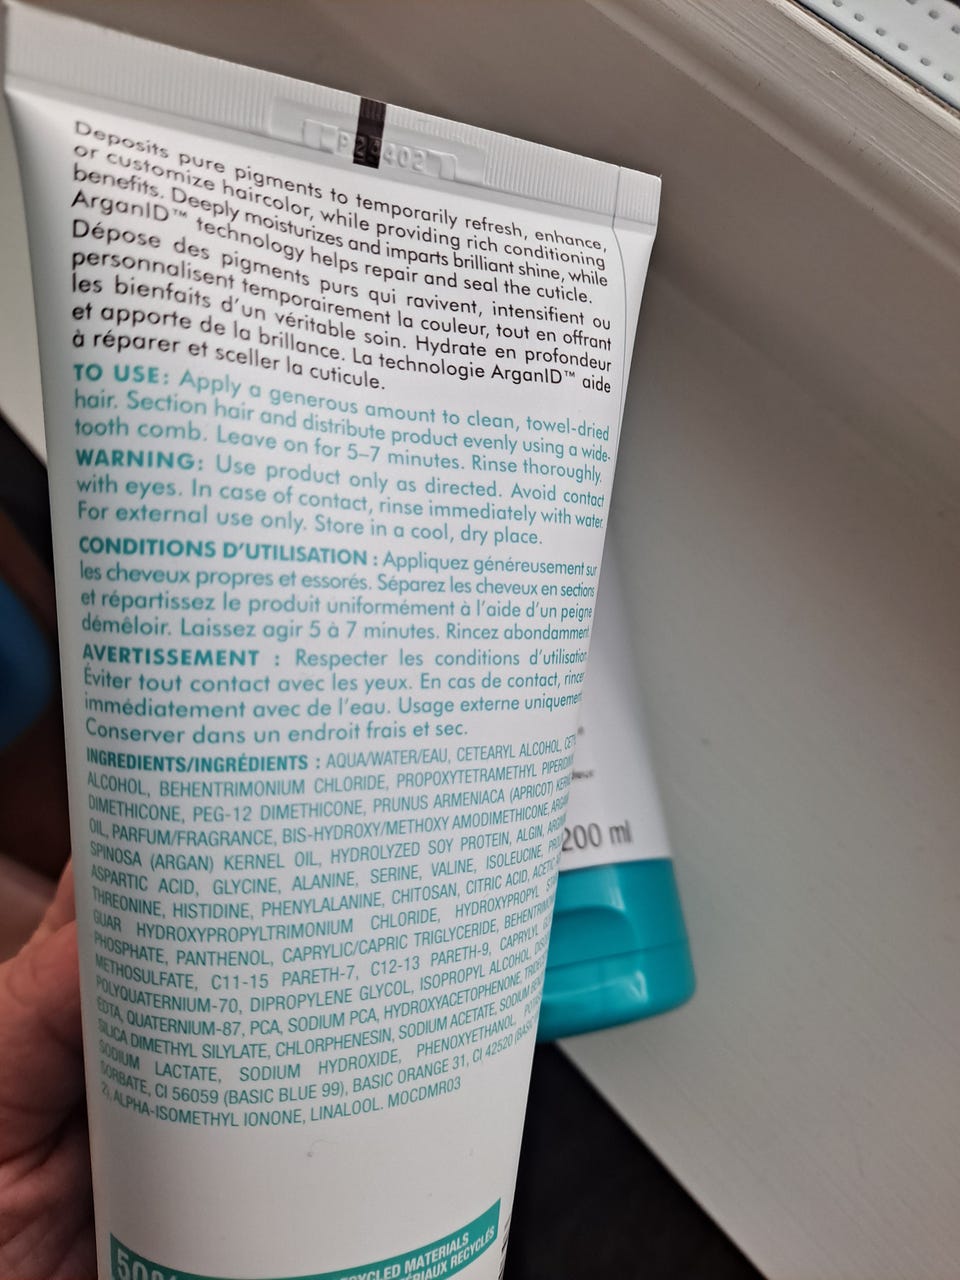 402
Deposits pure pigments to temporarily refresh, enhance,
or customize haircolor, while providing rich conditioning
benefits. Deeply moisturizes and imparts brilliant shine, while
ArganID™ technology helps repair and seal the cuticle.
Dépose des pigments purs qui ravivent, intensifient ou
personnalisent temporairement la couleur, tout en offrant
les bienfaits d'un véritable soin. Hydrate en profondeur
et apporte de la brillance. La technologie ArganID™ aide
à réparer et sceller la cuticule.
TO USE: Apply a generous amount to clean, towel-dried
hair. Section hair and distribute product evenly using a wide-
tooth comb. Leave on for 5–7 minutes. Rinse thoroughly.
WARNING: Use product only as directed. Avoid contact
with eyes. In case of contact, rinse immediately with water.
For external use only. Store in a cool, dry place.
CONDITIONS D'UTILISATION : Appliquez généreusement sur
les cheveux propres et essorés. Séparez les cheveux en sections
et répartissez le produit uniformément à l'aide d'un peigne
démêloir. Laissez agir 5 à 7 minutes. Rincez abondamment
AVERTISSEMENT : Respecter les conditions d'utilisation
Éviter tout contact avec les yeux. En cas de contact, rincer
immédiatement avec de l'eau. Usage externe uniquement
Conserver dans un endroit frais et sec.
INGREDIENTS/INGRÉDIENTS : AQUA/WATER/EAU, CETEARYL ALCOHOL,
ALCOHOL, BEHENTRIMONIUM CHLORIDE, PROPOXYTETRAMETHYL
DIMETHICONE, PEG-12 DIMETHICONE, PRUNUS ARMENIACA (APRICOT)
OIL, PARFUM/FRAGRANCE, BIS-HYDROXY/METHOXY AMODIMETHICONE,
SPINOSA (ARGAN) KERNEL OIL, HYDROLYZED SOY PROTEIN, ALGIN,
ASPARTIC ACID, GLYCINE, ALANINE, SERINE, VALINE, ISOLEUCINE,
THREONINE, HISTIDINE, PHENYLALANINE, CHITOSAN, CITRIC ACID,
GUAR HYDROXYPROPYLTRIMONIUM CHLORIDE, HYDROXYPROPYL
PHOSPHATE, PANTHENOL, CAPRYLIC/CAPRIC TRIGLYCERIDE,
METHOSULFATE, C11-15 PARETH-7, C12-13 PARETH-9, CAPRYLYL
POLYQUATERNIUM-70, DIPROPYLENE GLYCOL, ISOPROPYL ALCOHOL,
EDTA, QUATERNIUM-87, PCA, SODIUM PCA, HYDROXYACETOPHENONE,
SILICA DIMETHYL SILYLATE, CHLORPHENESIN, SODIUM ACETATE, SODIUM
SODIUM LACTATE, SODIUM HYDROXIDE, PHENOXYETHANOL,
SORBATE, CI 56059 (BASIC BLUE 99), BASIC ORANGE 31, CI 42520
2), ALPHA-ISOMETHYL IONONE, LINALOOL. MOCDMR03
200 ml
MATERIALS
RECYCLÉS